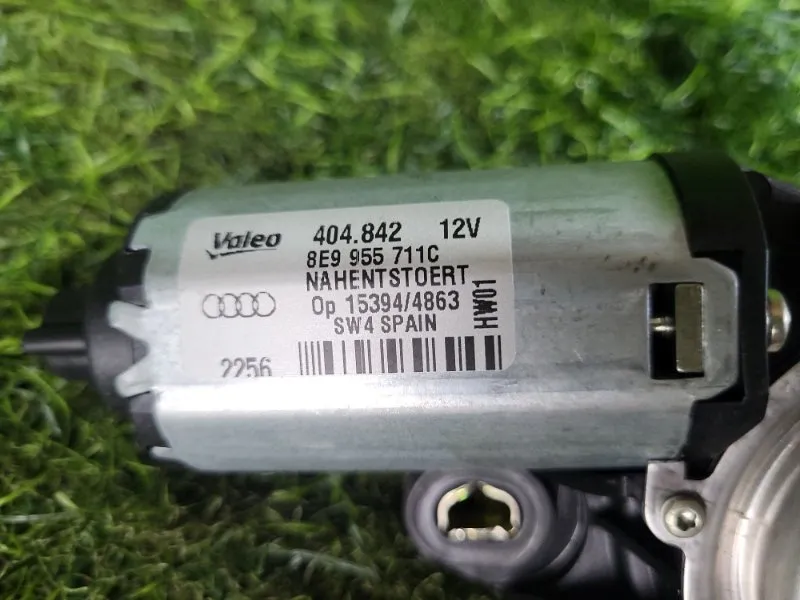 Valeo 404.842 12V
8E9 955 711C
NAHENTSTOERT
Op 15394/4863
SW4 SPAIN
HW01
2256